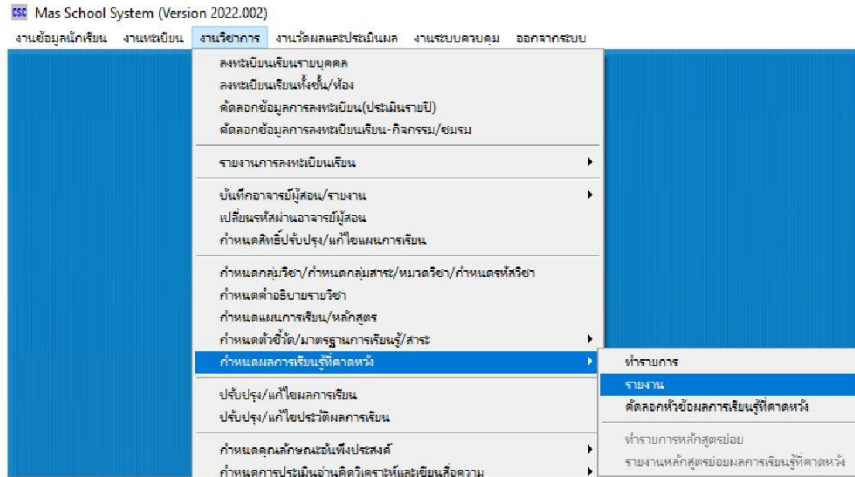 Mas School System (Version 2022.002)
งานข้อมูลนักเรียน งานทะเบียน งานวิชาการ งานวัดผลและประเมินผล งานระบบควบคุม ออกจากระบบ
ลงทะเบียนเรียนรายบุคคล
ลงทะเบียนเรียนทั้งชั้น/ห้อง
คัดลอกข้อมูลการลงทะเบียน(ประเมินรายปี)
คัดลอกข้อมูลการลงทะเบียนเรียน-กิจกรรม/ชมรม
รายงานการลงทะเบียนเรียน
บันทึกอาจารย์ผู้สอน/รายงาน
เปลี่ยนรหัสผ่านอาจารย์ผู้สอน
กำหนดสิทธิ์ปรับปรุง/แก้ไขแผนการเรียน
กำหนดกลุ่มวิชา/กำหนดกลุ่มสาระ/หมวดวิชา/กำหนดรหัสวิชา
กำหนดคำอธิบายรายวิชา
กำหนดแผนการเรียน/หลักสูตร
กำหนดตัวชี้วัด/มาตรฐานการเรียนรู้/สาระ
กำหนดผลการเรียนรู้ที่คาดหวัง
ปรับปรุง/แก้ไขผลการเรียน
ปรับปรุง/แก้ไขประวัติผลการเรียน
กำหนดคุณลักษณะอันพึงประสงค์
กำหนดการประเมินอ่านคิดวิเคราะห์และเขียนสื่อความ
ทำรายการ
รายงาน
คัดลอกหัวข้อผลการเรียนรู้ที่คาดหวัง
ทำรายการหลักสูตรย่อย
รายงานหลักสูตรย่อยผลการเรียนรู้ที่คาดหวัง